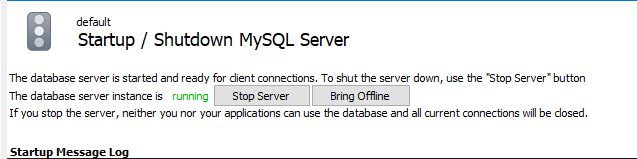 default
Startup / Shutdown MySQL Server
The database server is started and ready for client connections. To shut the server down, use the "Stop Server" button
The database server instance is running Stop Server Bring Offline
If you stop the server, neither you nor your applications can use the database and all current connections will be closed.
Startup Message Log